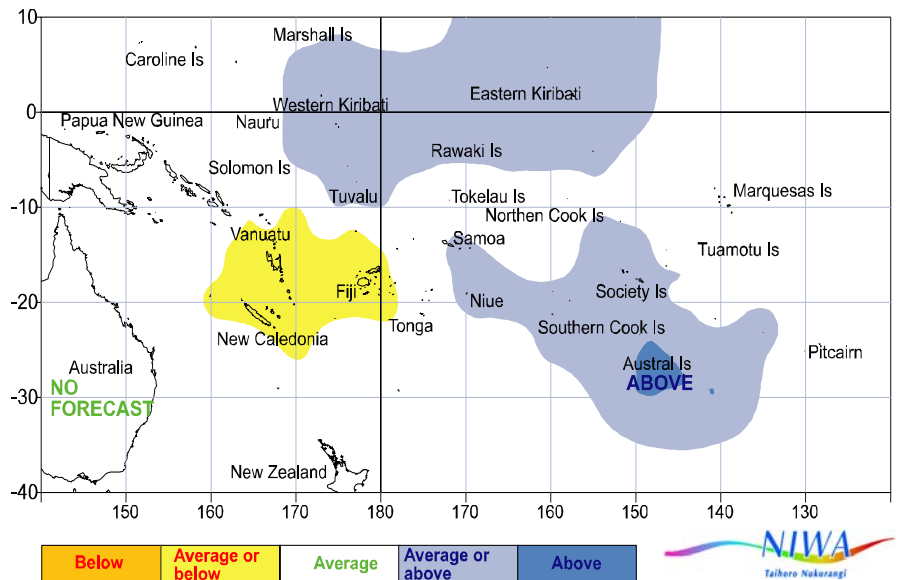 10
Marshall Is
Caroline Is
Eastern Kiribati
Western Kiribati
0
Papua New Guinea
Nauru
Rawaki Is
Solomon Is
Marquesas Is
Tuvalu
Tokelau Is
-10
Northen Cook Is
Vanuatu
Samoa
Tuamotu Is
Fiji
Society Is
Niue
-20
Tonga
Southern Cook Is
New Caledonia
Pitcairn
Australia
Austral Is
NO
FORECAST
ABOVE
-30
New Zealand
-40
150 160 170 180 170 160 150 140 130
Below
Average or
below
Average
Average or
above
Above
NIWA
Taihoro Nukurangi